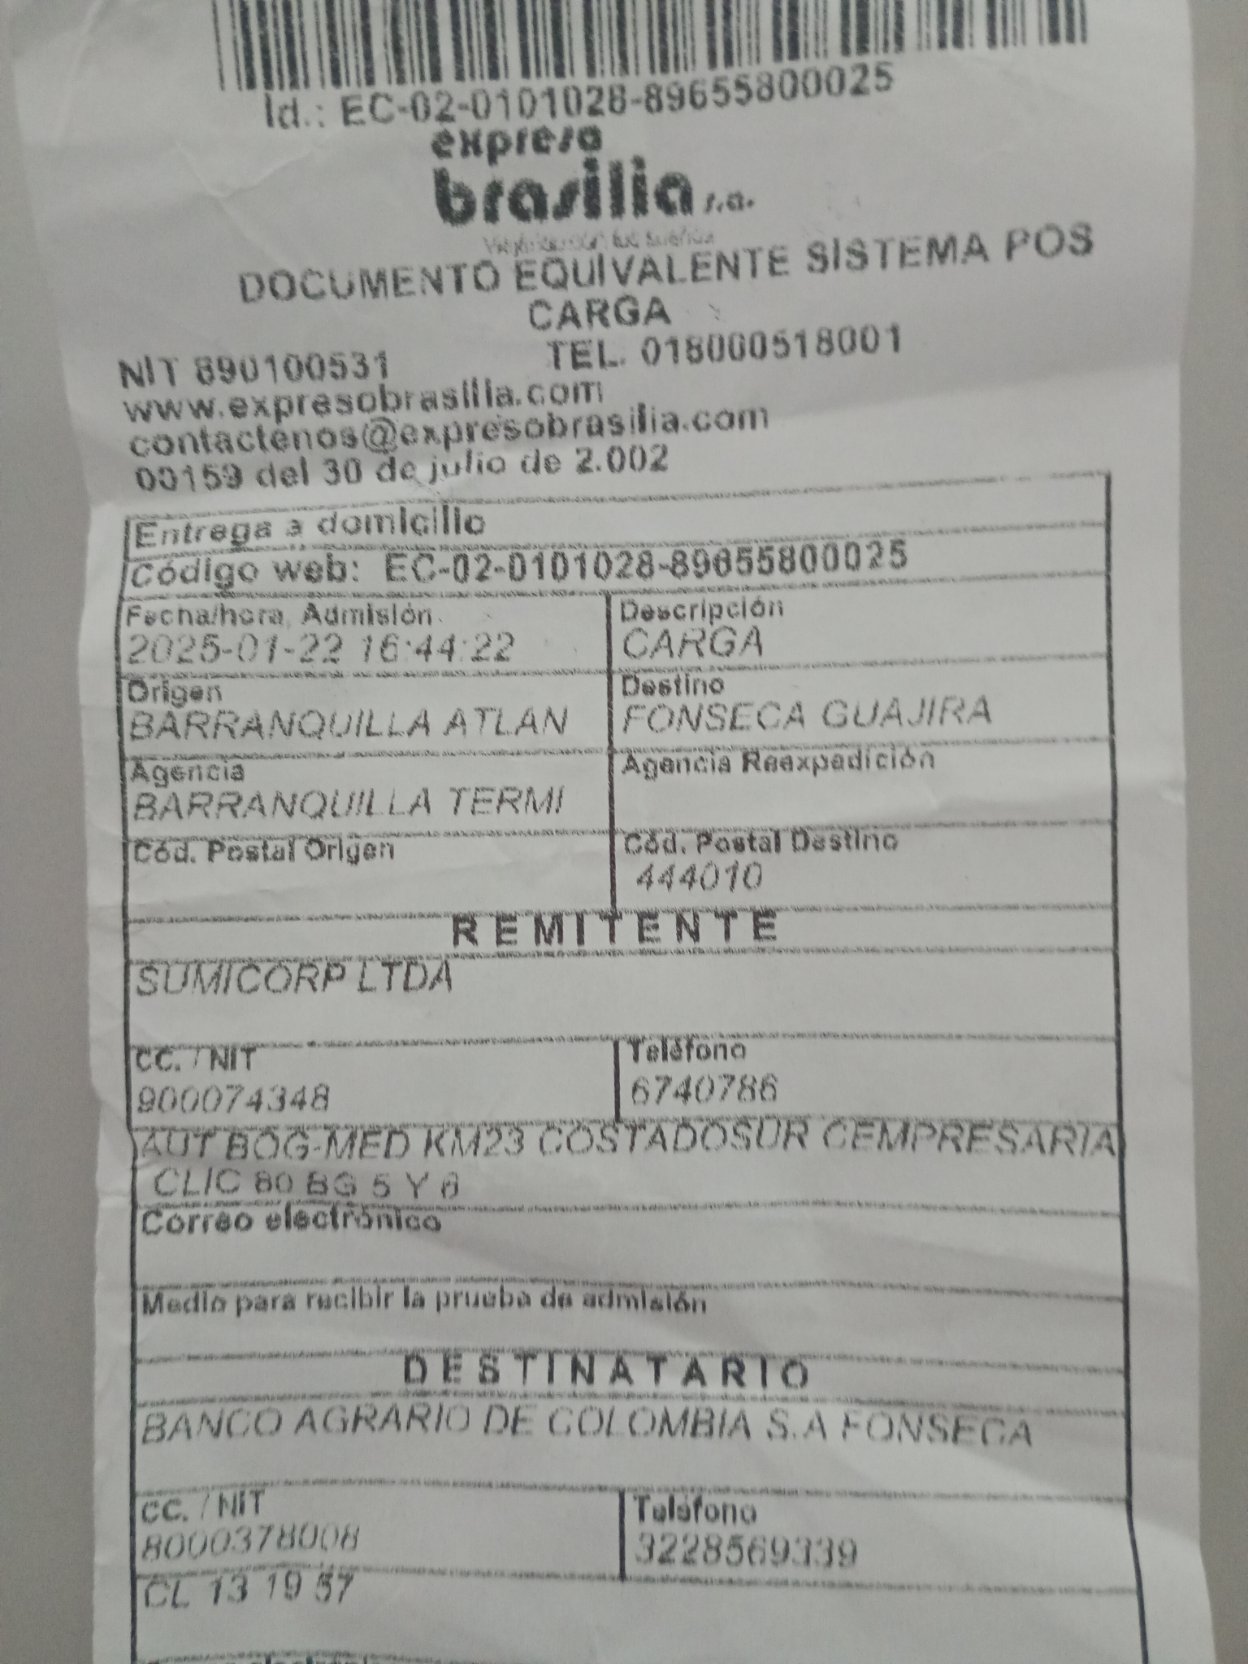 Id.: EC-02-0101028-89655800025
expreso
brasilia s.a.
DOCUMENTO EQUIVALENTE SISTEMA POS
CARGA
NIT 890100531 TEL. 018000518001
www.expresobrasilia.com
contactenos@expresobrasilia.com
00159 del 30 de julio de 2.002
Entrega a domicilio
Código web: EC-02-0101028-89655800025
Fecha/hora, Admisión Descripción
2025-01-22 16:44:22 CARGA
Origen Destino
BARRANQUILLA ATLAN FONSECA GUAJIRA
Agencia Agencia Reexpadición
BARRANQUILLA TERMI
Cód. Postal Origen Cód. Postal Destino
444010
REMITENTE
SUMICORP LTDA
CC. / NIT Teléfono
900074348 6740786
AUT BOG-MED KM23 COSTADOSUR CEMPRESARIA
CLIC 80 BG 5 Y 6
Correo electrónico
Medio para recibir la prueba de admisión
DESTINATARIO
BANCO AGRARIO DE COLOMBIA S.A FONSECA
CC. / NIT Teléfono
8000378008 3228569339
CL 13 19 57